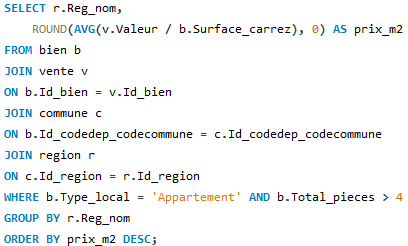 SELECT r.Reg_nom,
    ROUND(AVG(v.Valeur / b.Surface_carrez), 0) AS prix_m2
FROM bien b
JOIN vente v
ON b.Id_bien = v.Id_bien
JOIN commune c
ON b.Id_codedep_codecommune = c.Id_codedep_codecommune
JOIN region r
ON c.Id_region = r.Id_region
WHERE b.Type_local = 'Appartement' AND b.Total_pieces > 4
GROUP BY r.Reg_nom
ORDER BY prix_m2 DESC;